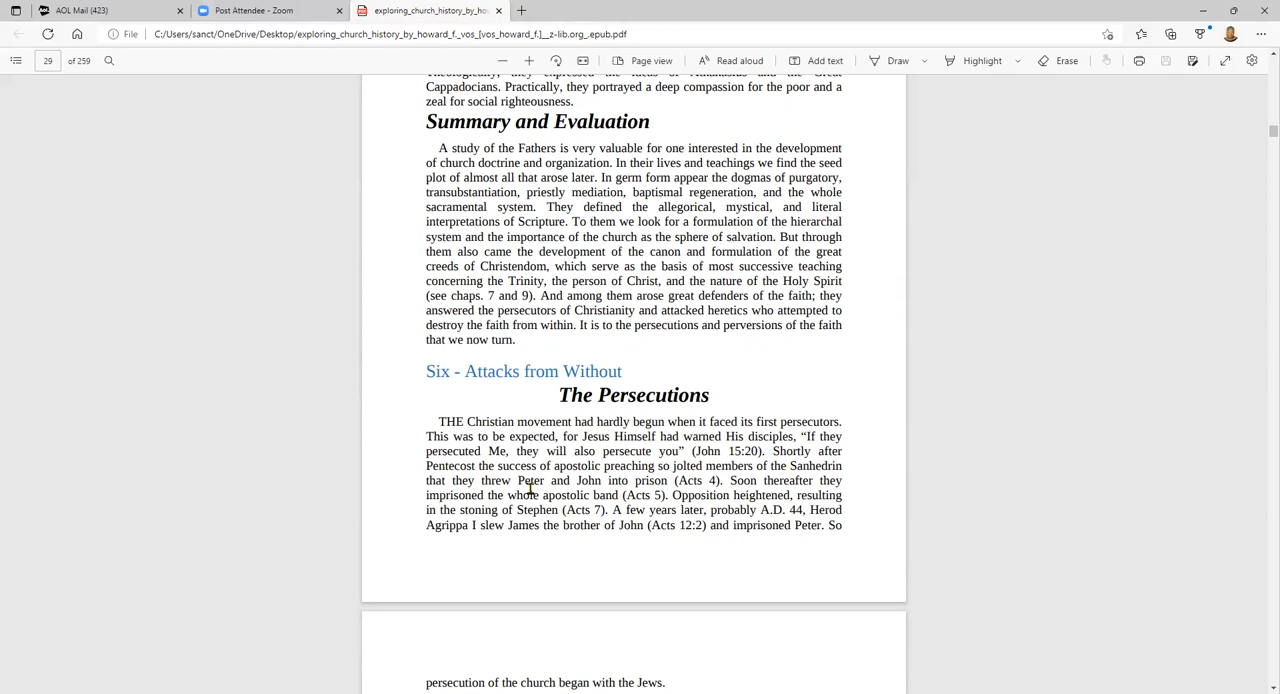 AOL Mail (423)
Post Attendee - Zoom
exploring_church_history_by_ho
File
C:/Users/sanct/OneDrive/Desktop/exploring_church_history_by_howard_f._vos_[vos_howard_f.]__z-lib.org_.epub.pdf
29 of 259
Page view
Read aloud
Add text
Draw
Highlight
Erase
Theologically, they expressed the ideas of Athanasius and the Great
Cappadocians. Practically, they portrayed a deep compassion for the poor and a
zeal for social righteousness.
Summary and Evaluation
A study of the Fathers is very valuable for one interested in the development
of church doctrine and organization. In their lives and teachings we find the seed
plot of almost all that arose later. In germ form appear the dogmas of purgatory,
transubstantiation, priestly mediation, baptismal regeneration, and the whole
sacramental system. They defined the allegorical, mystical, and literal
interpretations of Scripture. To them we look for a formulation of the hierarchal
system and the importance of the church as the sphere of salvation. But through
them also came the development of the canon and formulation of the great
creeds of Christendom, which serve as the basis of most successive teaching
concerning the Trinity, the person of Christ, and the nature of the Holy Spirit
(see chaps. 7 and 9). And among them arose great defenders of the faith; they
answered the persecutors of Christianity and attacked heretics who attempted to
destroy the faith from within. It is to the persecutions and perversions of the faith
that we now turn.
Six - Attacks from Without
The Persecutions
THE Christian movement had hardly begun when it faced its first persecutors.
This was to be expected, for Jesus Himself had warned His disciples, “If they
persecuted Me, they will also persecute you” (John 15:20). Shortly after
Pentecost the success of apostolic preaching so jolted members of the Sanhedrin
that they threw Peter and John into prison (Acts 4). Soon thereafter they
imprisoned the whole apostolic band (Acts 5). Opposition heightened, resulting
in the stoning of Stephen (Acts 7). A few years later, probably A.D. 44, Herod
Agrippa I slew James the brother of John (Acts 12:2) and imprisoned Peter. So
persecution of the church began with the Jews.